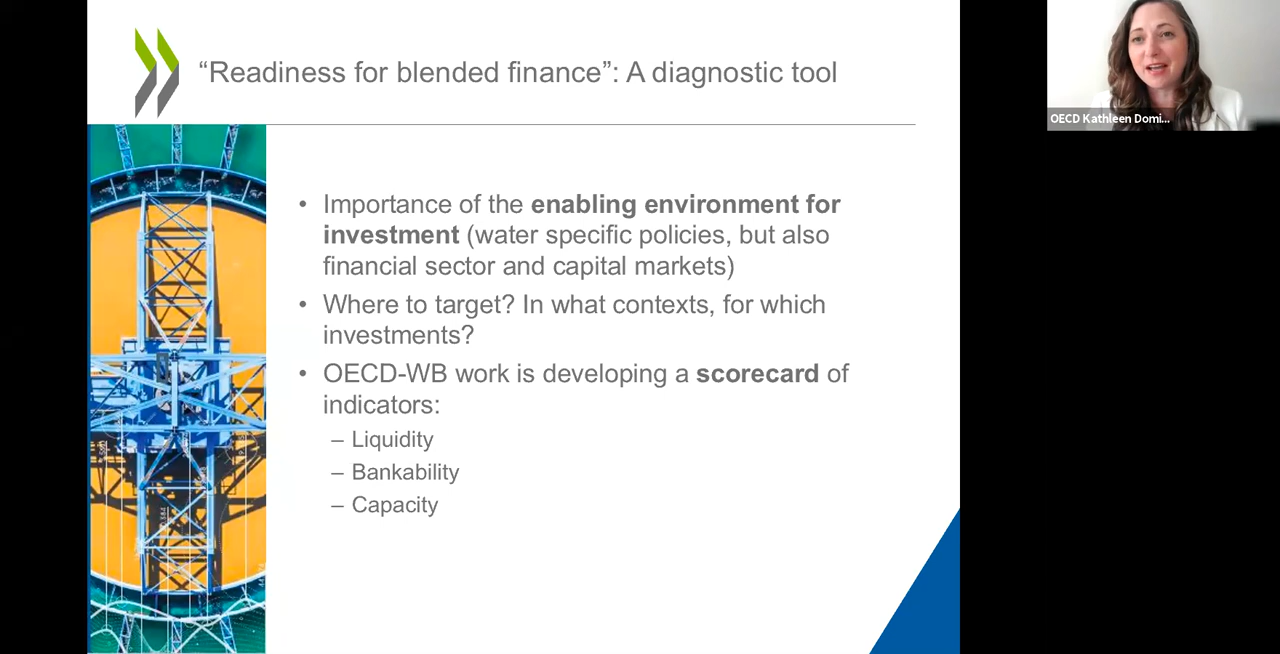 “Readiness for blended finance”: A diagnostic tool
OECD Kathleen Domi...
• Importance of the enabling environment for
investment (water specific policies, but also
financial sector and capital markets)
• Where to target? In what contexts, for which
investments?
• OECD-WB work is developing a scorecard of
indicators:
– Liquidity
– Bankability
– Capacity